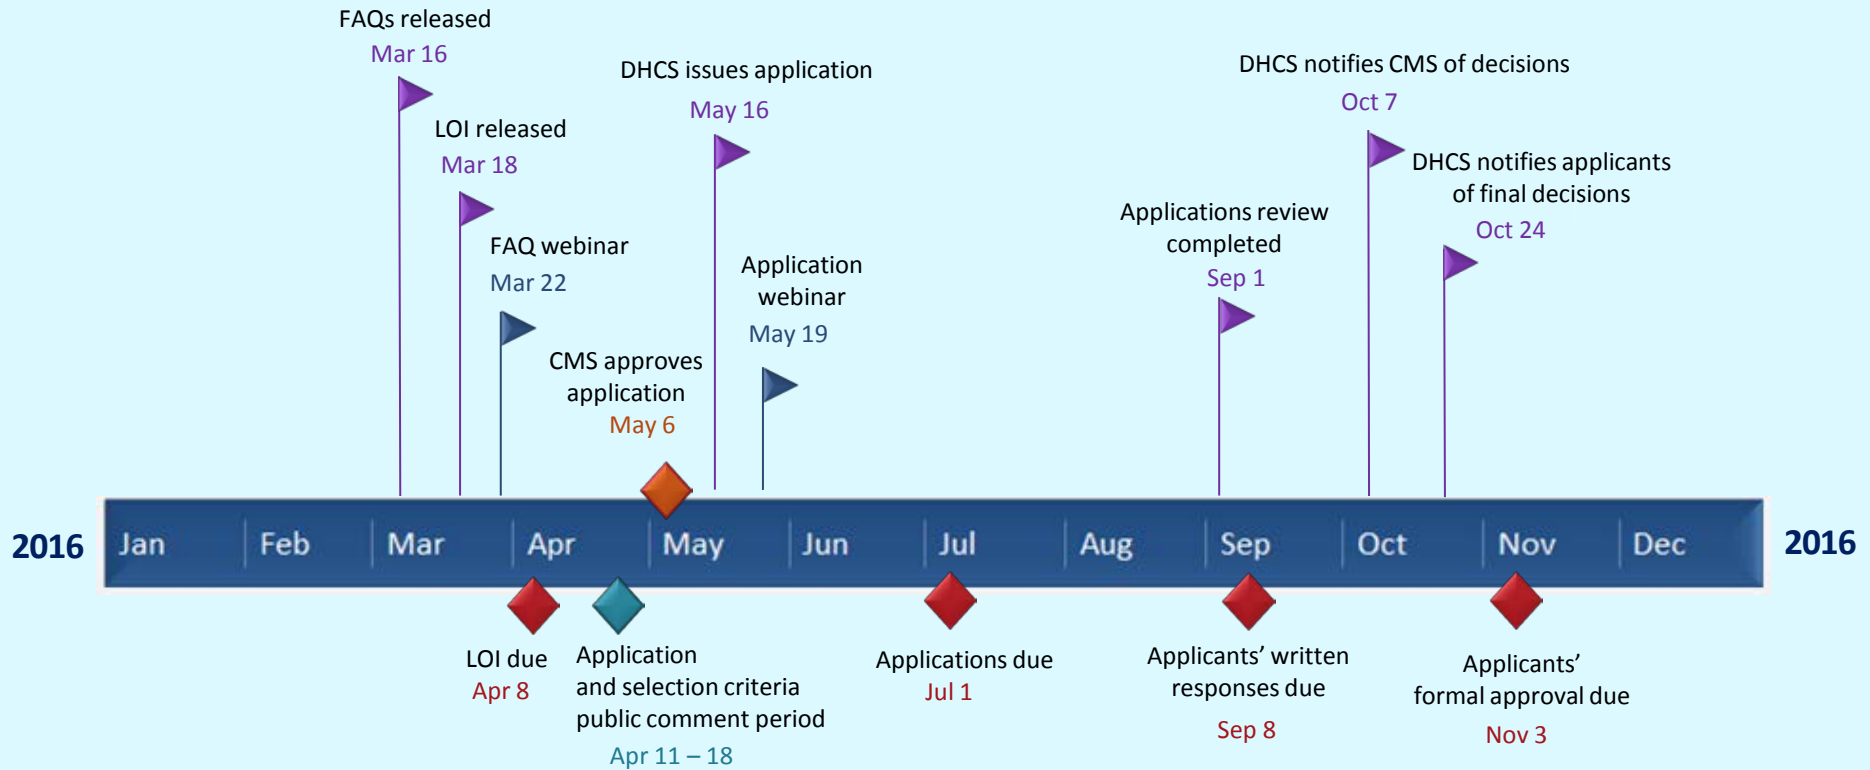 FAQs released
Mar 16
LOI released
Mar 18
FAQ webinar
Mar 22
CMS approves
application
May 6
DHCS issues application
May 16
Application
webinar
May 19
Applications review
completed
Sep 1
DHCS notifies CMS of decisions
Oct 7
DHCS notifies applicants
of final decisions
Oct 24
2016
Jan
Feb
Mar
Apr
May
Jun
Jul
Aug
Sep
Oct
Nov
Dec
2016
LOI due
Apr 8
Application
and selection criteria
public comment period
Apr 11 – 18
Applications due
Jul 1
Applicants’ written
responses due
Sep 8
Applicants’
formal approval due
Nov 3